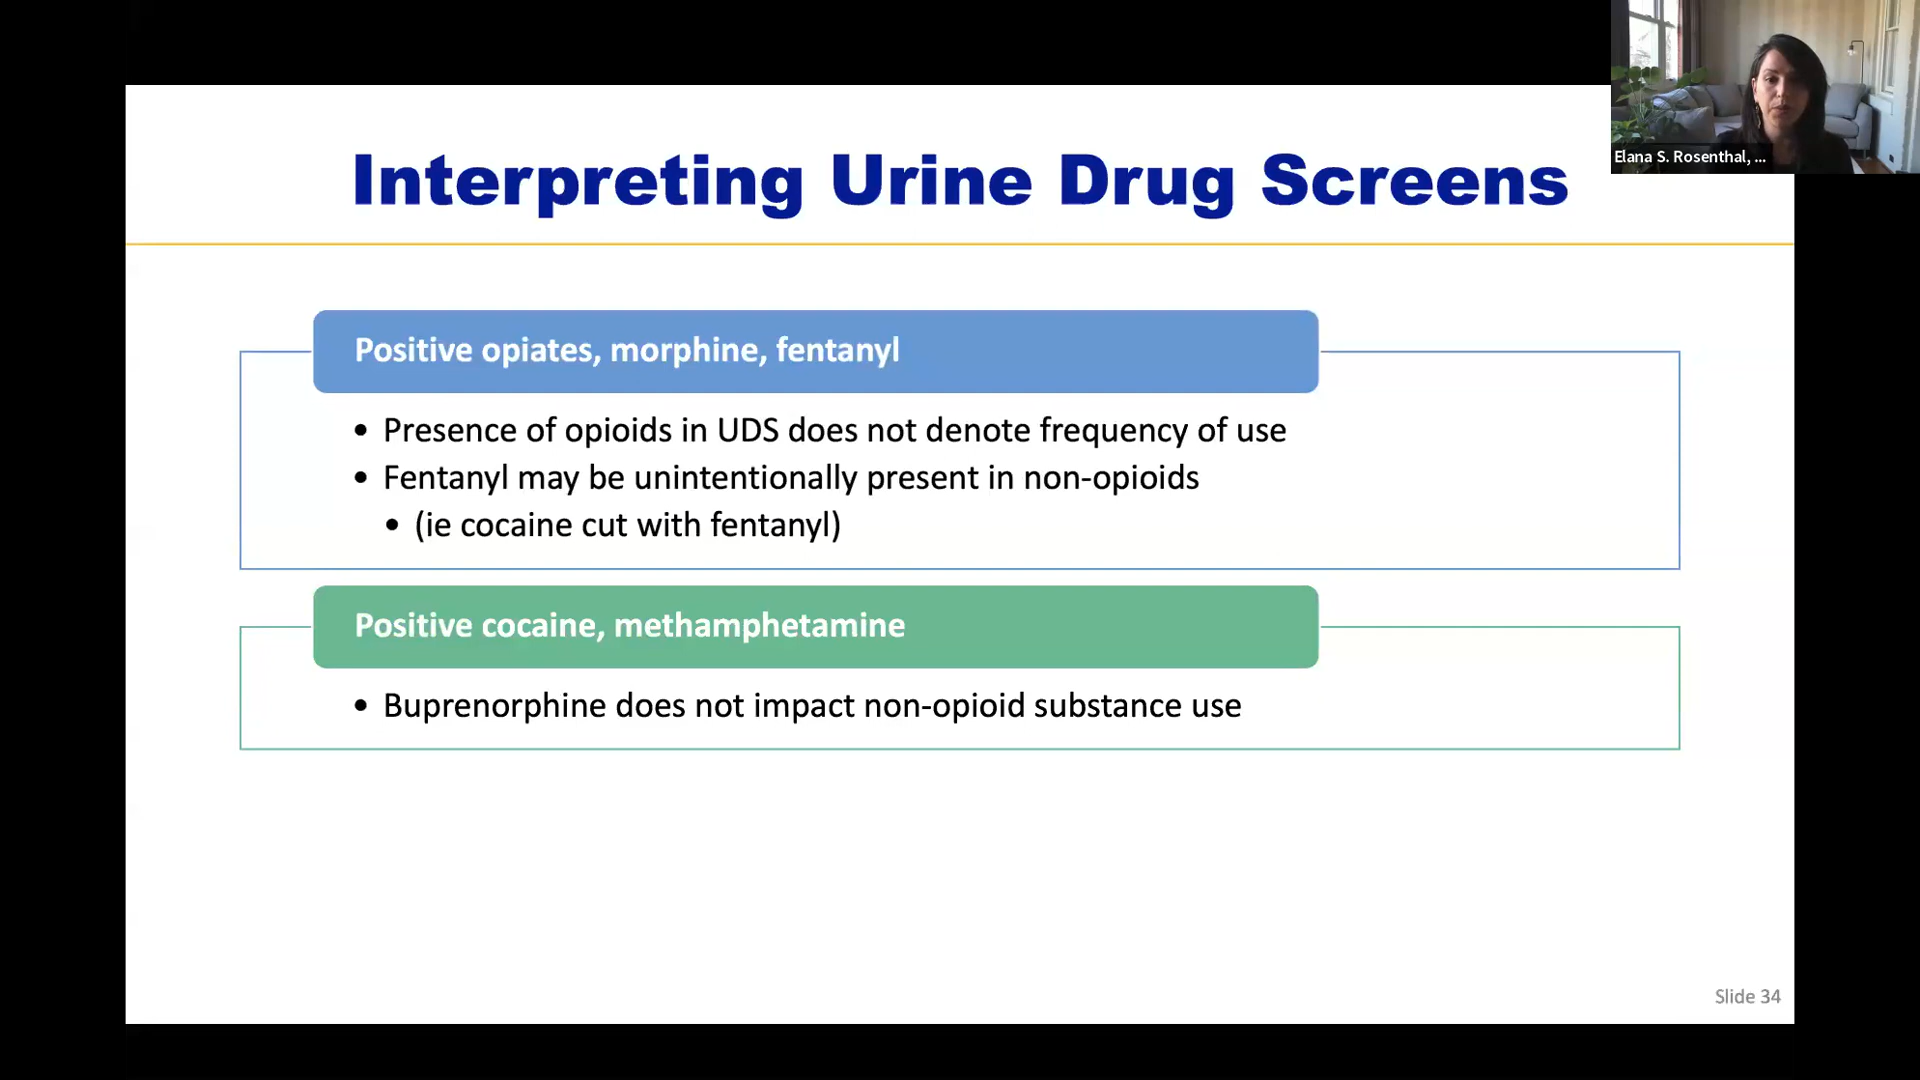 Elana S. Rosenthal, ...
Interpreting Urine Drug Screens
Positive opiates, morphine, fentanyl
• Presence of opioids in UDS does not denote frequency of use
• Fentanyl may be unintentionally present in non-opioids
• (ie cocaine cut with fentanyl)
Positive cocaine, methamphetamine
• Buprenorphine does not impact non-opioid substance use
Slide 34